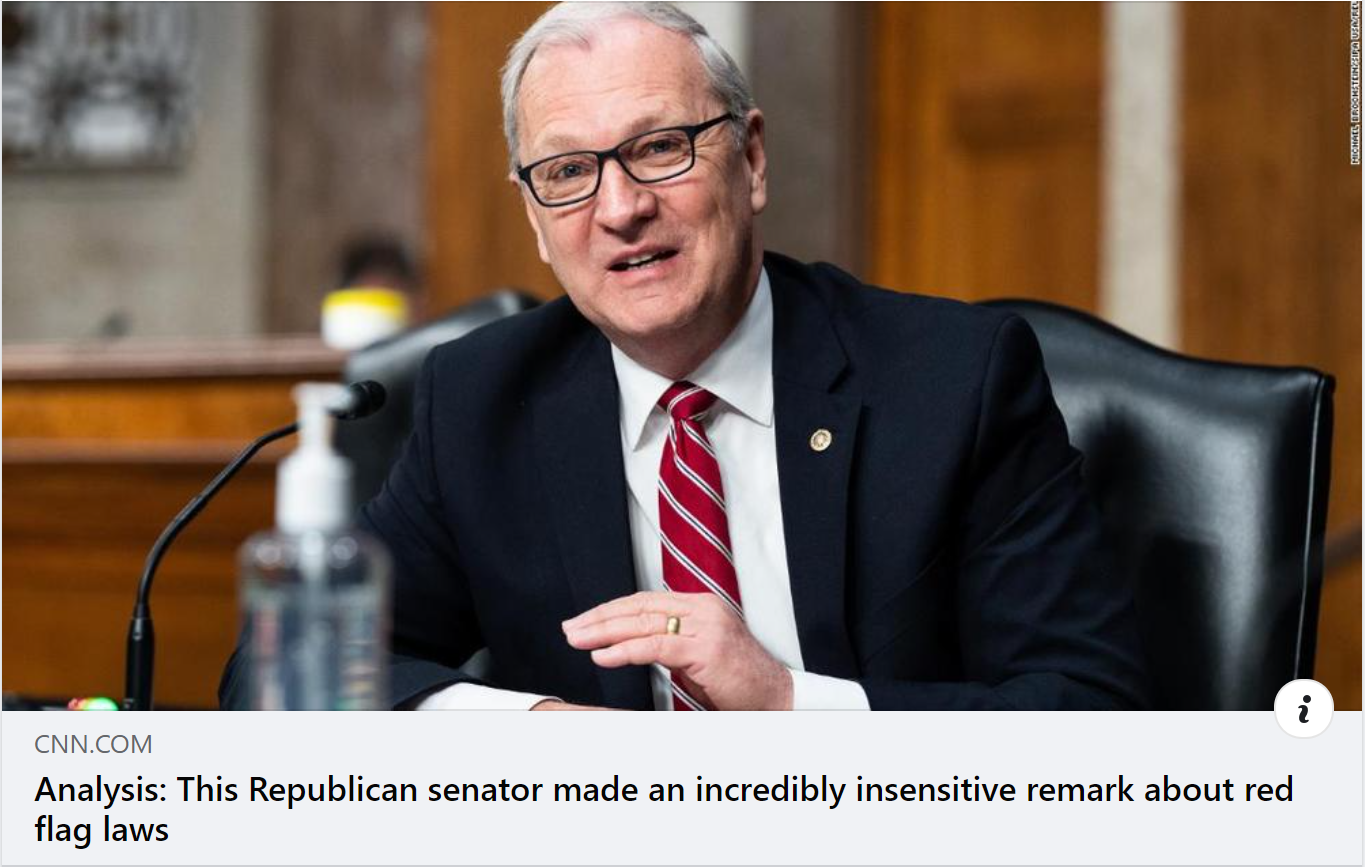 MICHAEL BROCHSTEIN/SIPA USA/REU
CNN.COM
Analysis: This Republican senator made an incredibly insensitive remark about red
flag laws